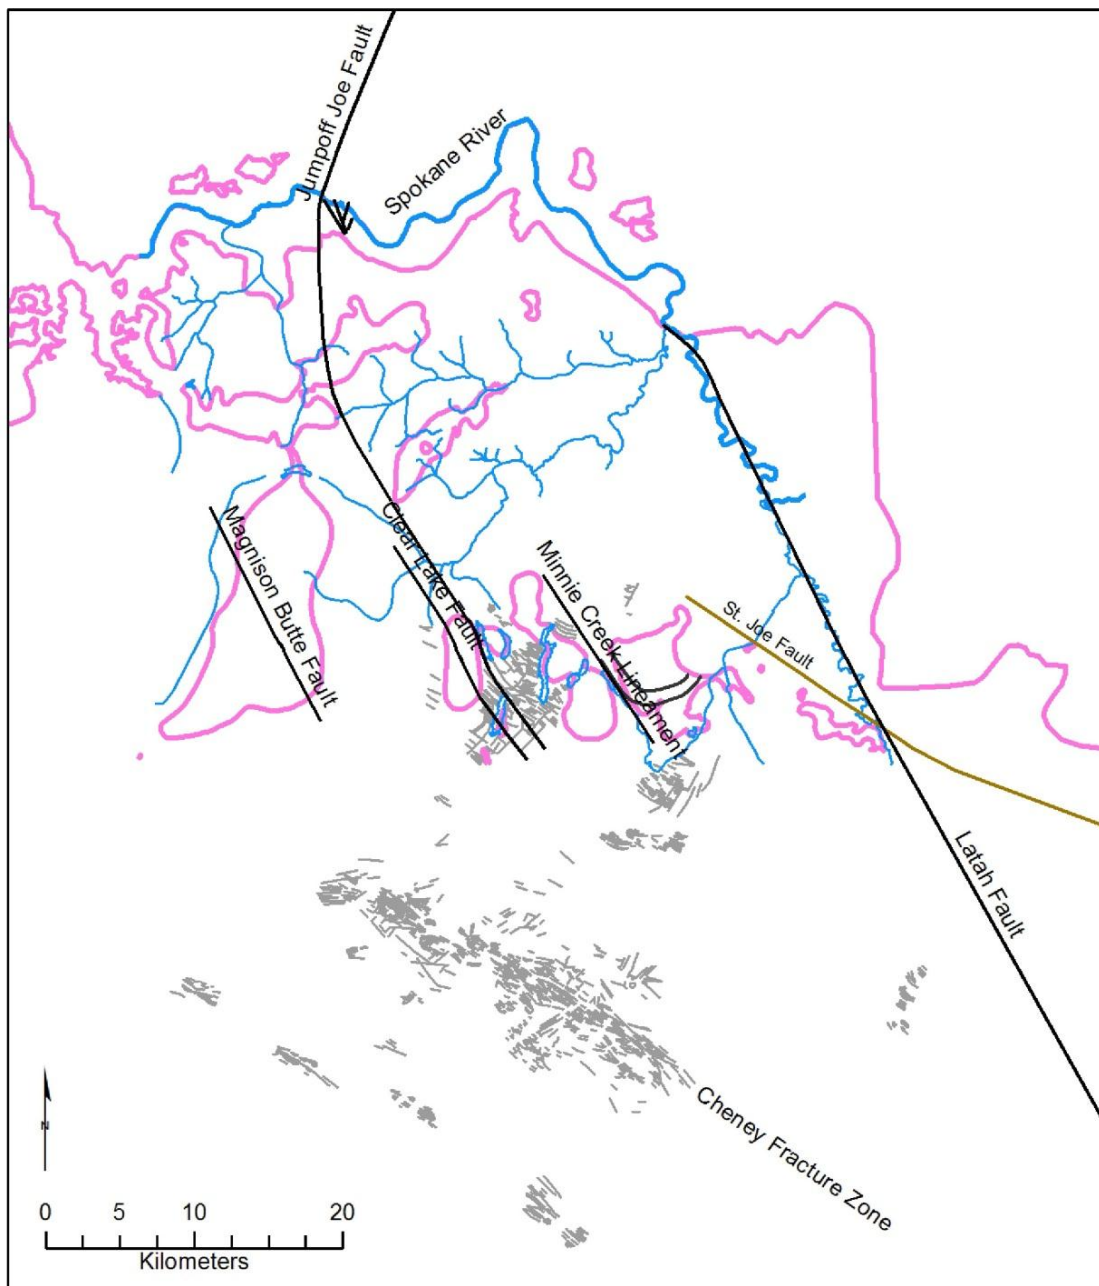 Jumpoff Joe Fault
Spokane River
Magnison Butte Fault
Clear Lake Fault
Minnie Creek Lineament
St. Joe Fault
Latah Fault
Cheney Fracture Zone
N
0 5 10 20
Kilometers